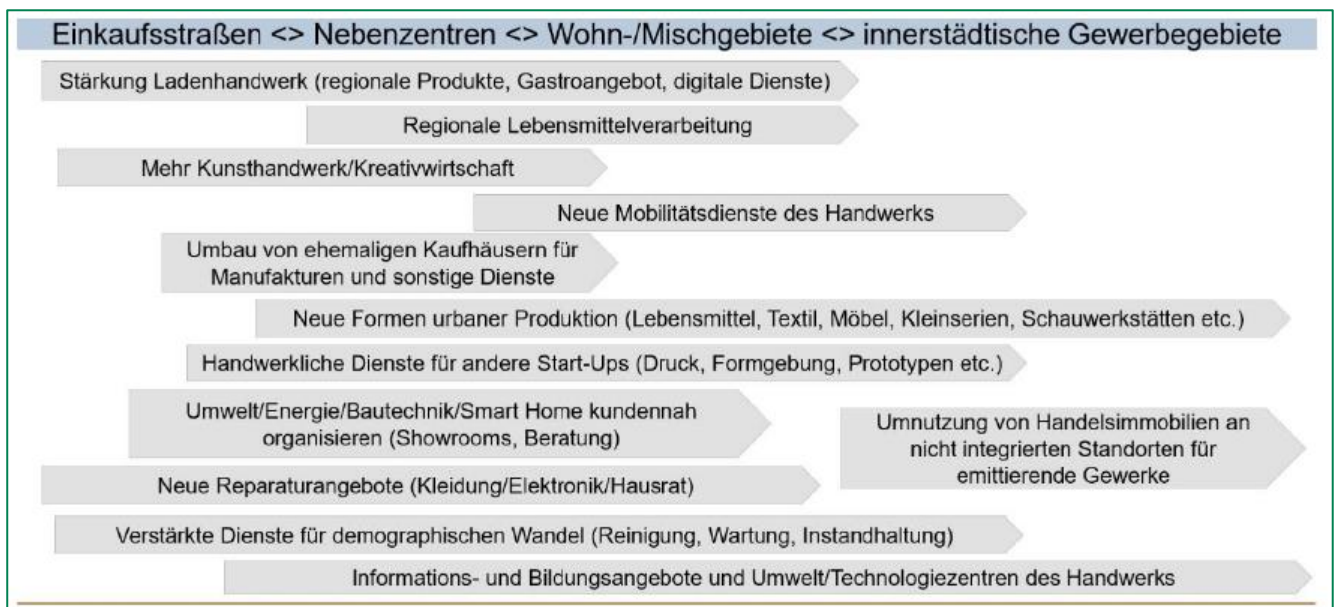 Einkaufsstraßen <> Nebenzentren <> Wohn-/Mischgebiete <> innerstädtische Gewerbegebiete
Stärkung Ladenhandwerk (regionale Produkte, Gastroangebot, digitale Dienste)
Regionale Lebensmittelverarbeitung
Mehr Kunsthandwerk/Kreativwirtschaft
Neue Mobilitätsdienste des Handwerks
Umbau von ehemaligen Kaufhäusern für
Manufakturen und sonstige Dienste
Neue Formen urbaner Produktion (Lebensmittel, Textil, Möbel, Kleinserien, Schauwerkstätten etc.)
Handwerkliche Dienste für andere Start-Ups (Druck, Formgebung, Prototypen etc.)
Umwelt/Energie/Bautechnik/Smart Home kundennah
organisieren (Showrooms, Beratung)
Umnutzung von Handelsimmobilien an
nicht integrierten Standorten für
emittierende Gewerke
Neue Reparaturangebote (Kleidung/Elektronik/Hausrat)
Verstärkte Dienste für demographischen Wandel (Reinigung, Wartung, Instandhaltung)
Informations- und Bildungsangebote und Umwelt/Technologiezentren des Handwerks